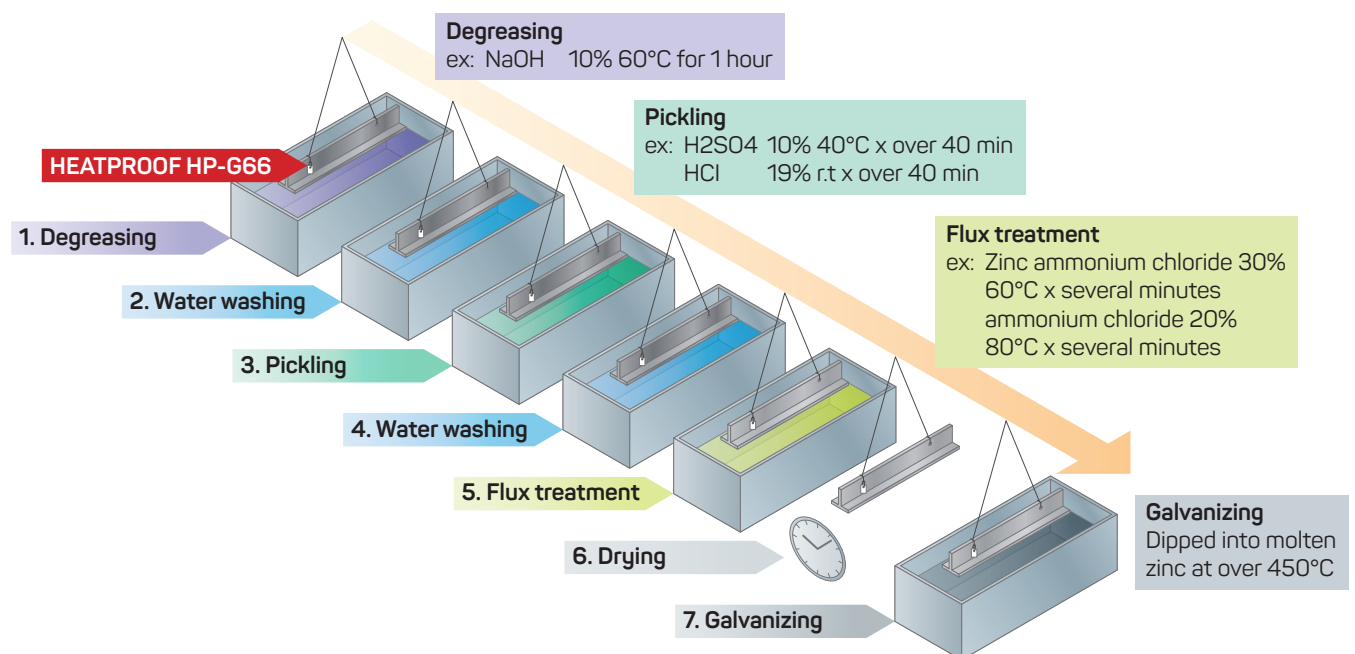 Degreasing
ex: NaOH 10% 60°C for 1 hour
Pickling
ex: H2SO4 10% 40°C x over 40 min
HCl 19% r.t x over 40 min
HEATPROOF HP-G66
1. Degreasing
Flux treatment
ex: Zinc ammonium chloride 30%
60°C x several minutes
ammonium chloride 20%
80°C x several minutes
2. Water washing
3. Pickling
4. Water washing
5. Flux treatment
6. Drying
Galvanizing
Dipped into molten
zinc at over 450°C
7. Galvanizing